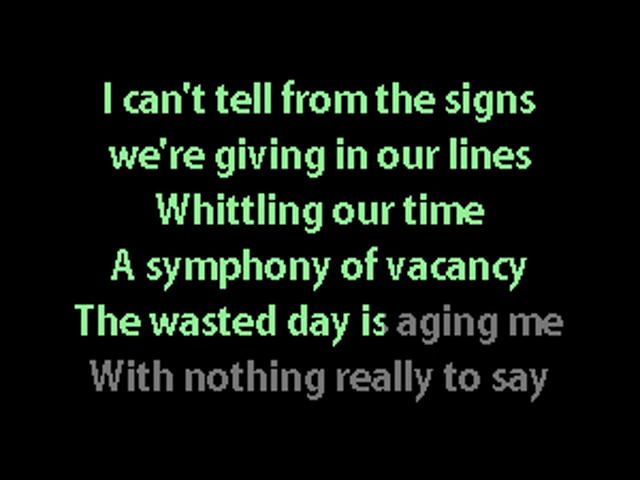 I can't tell from the signs
we're giving in our lines
Whittling our time
A symphony of vacancy
The wasted day is aging me
With nothing really to say